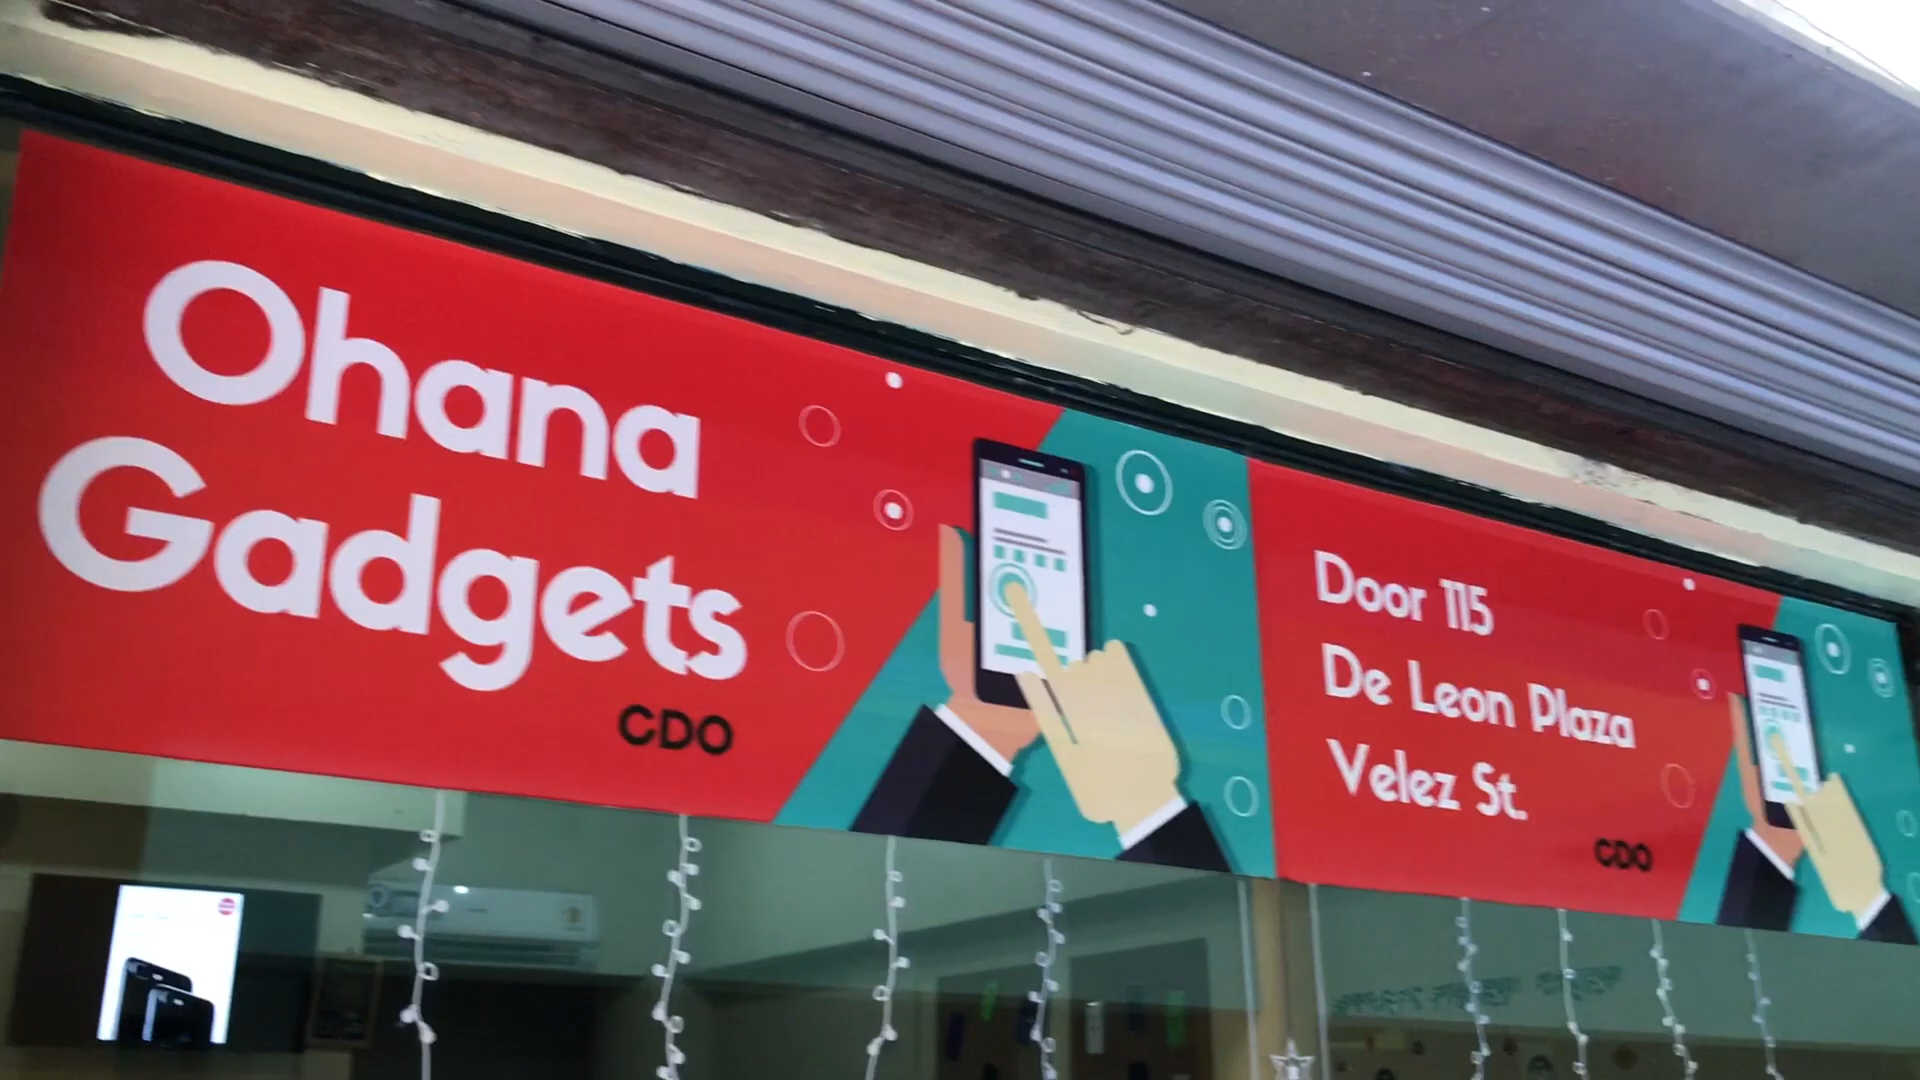 Ohana
Gadgets
CDO
Door 115
De Leon Plaza
Velez St.
CDO